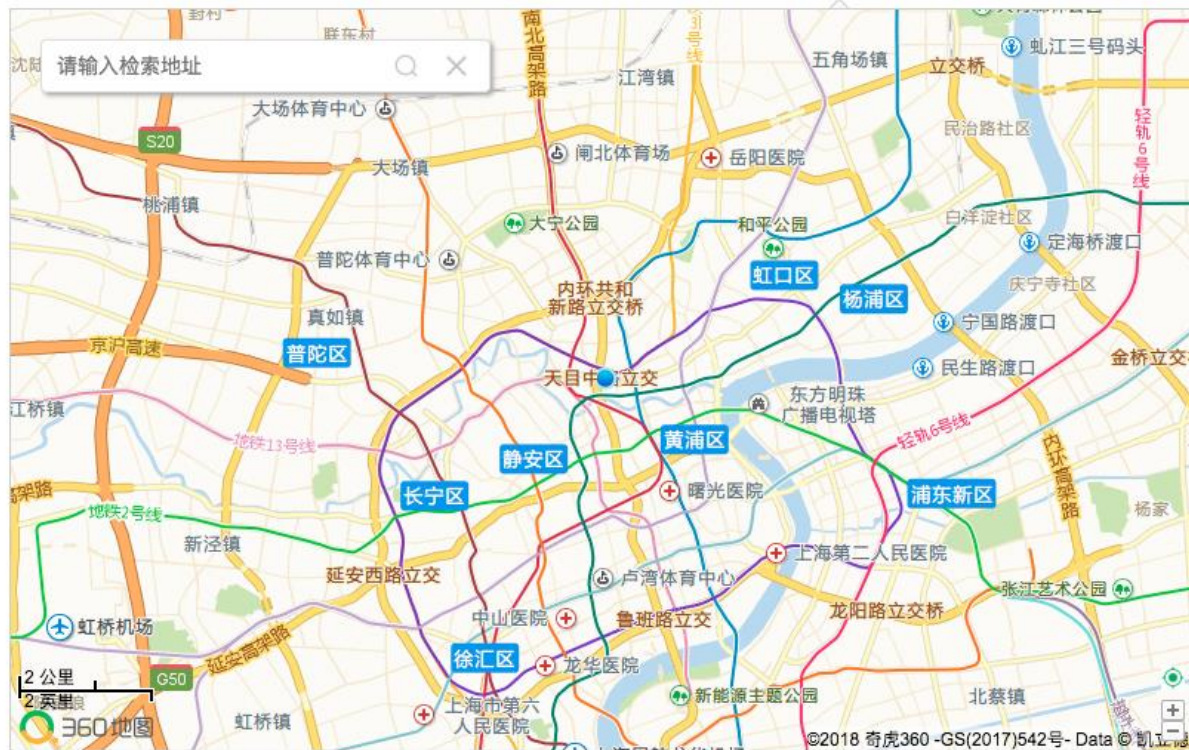 联东村
南北高架路
江湾镇
五角场镇
立交桥
虬江三号码头
请输入检索地址
大场体育中心
S20
大场镇
闸北体育场
岳阳医院
民治路社区
轻轨6号线
桃浦镇
大宁公园
和平公园
白洋淀社区
定海桥渡口
普陀体育中心
虹口区
庆宁寺社区
内环共和
新路立交桥
杨浦区
真如镇
宁国路渡口
京沪高速
普陀区
金桥立交
民生路渡口
天目中
立交
江桥镇
东方明珠
广播电视塔
地铁13号线
轻轨6号线
黄浦区
静安区
内环高架路
长宁区
曙光医院
浦东新区
高架路
地铁2号线
杨家
新泾镇
上海第二人民医院
延安西路立交
卢湾体育中心
张江艺术公园
中山医院
鲁班路立交
龙阳路立交桥
虹桥机场
延安高架路
徐汇区
龙华医院
2 公里
G50
2 英里
新能源主题公园
北蔡镇
360地图
虹桥镇
上海市第六
人民医院
©2018 奇虎360 -GS(2017)542号- Data ©